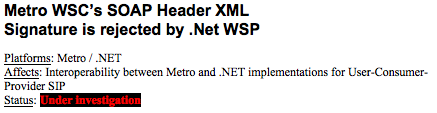 Metro WSC's SOAP Header XML
Signature is rejected by .Net WSP
Platforms: Metro / .NET
Affects: Interoperability between Metro and .NET implementations for User-Consumer-
Provider SIP
Status: Under investigation